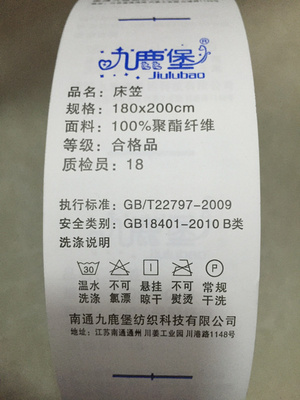 九鹿堡®
Jiulubao
品名：床笠
规格：180x200cm
面料：100%聚酯纤维
等级：合格品
质检员：18
执行标准：GB/T22797-2009
安全类别：GB18401-2010 B类
洗涤说明
30 P
温水 不可 悬挂 不可 常规
洗涤 氯漂 晾干 熨烫 干洗
南通九鹿堡纺织科技有限公司
地址：江苏南通通州 川姜工业园 川港路1148号